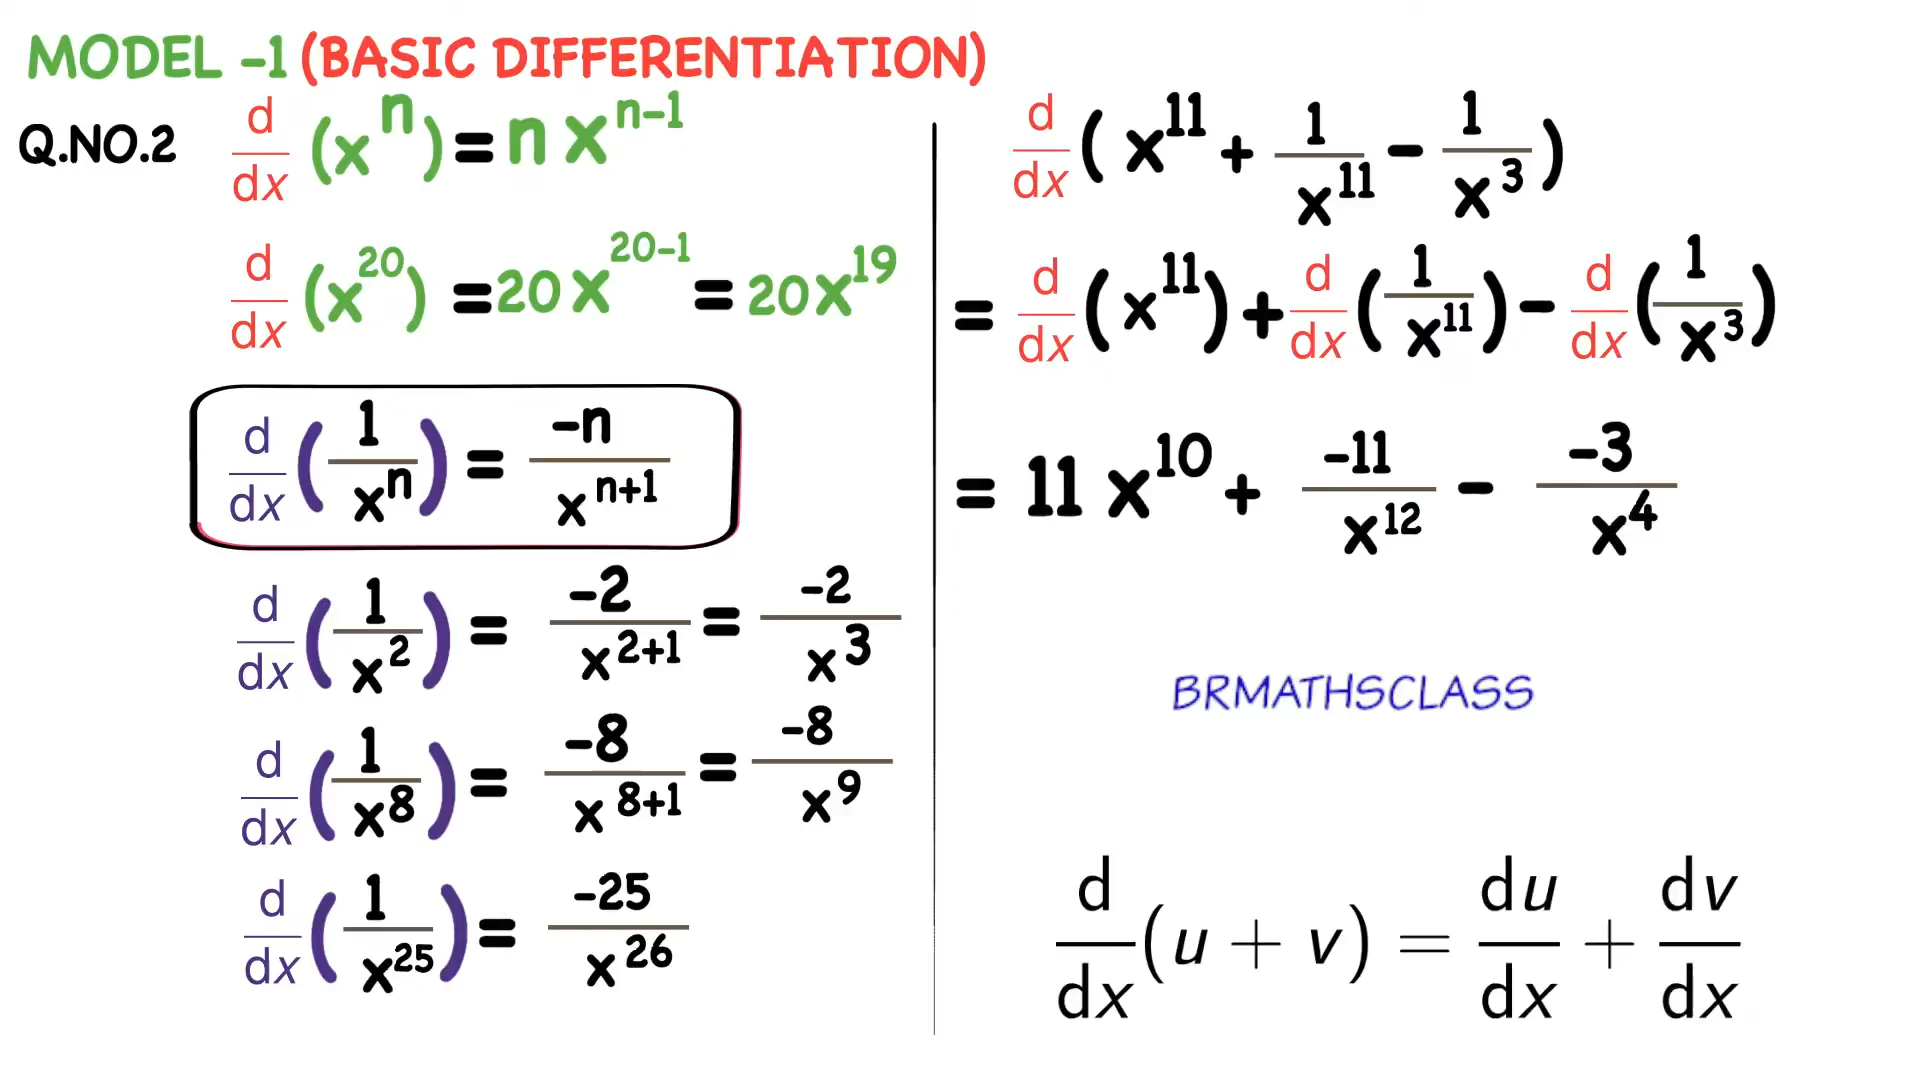 MODEL -1 (BASIC DIFFERENTIATION)
Q.NO.2 d/dx (x^n) = n x^(n-1)
d/dx (x^20) = 20 x^(20-1) = 20x^19
d/dx (1/x^n) = -n/x^(n+1)
d/dx (1/x^2) = -2/x^(2+1) = -2/x^3
d/dx (1/x^8) = -8/x^(8+1) = -8/x^9
d/dx (1/x^25) = -25/x^26
d/dx (x^11 + 1/x^11 - 1/x^3)
= d/dx (x^11) + d/dx (1/x^11) - d/dx (1/x^3)
= 11 x^10 + -11/x^12 - -3/x^4
BRMATHSCLASS
d/dx (u + v) = du/dx + dv/dx